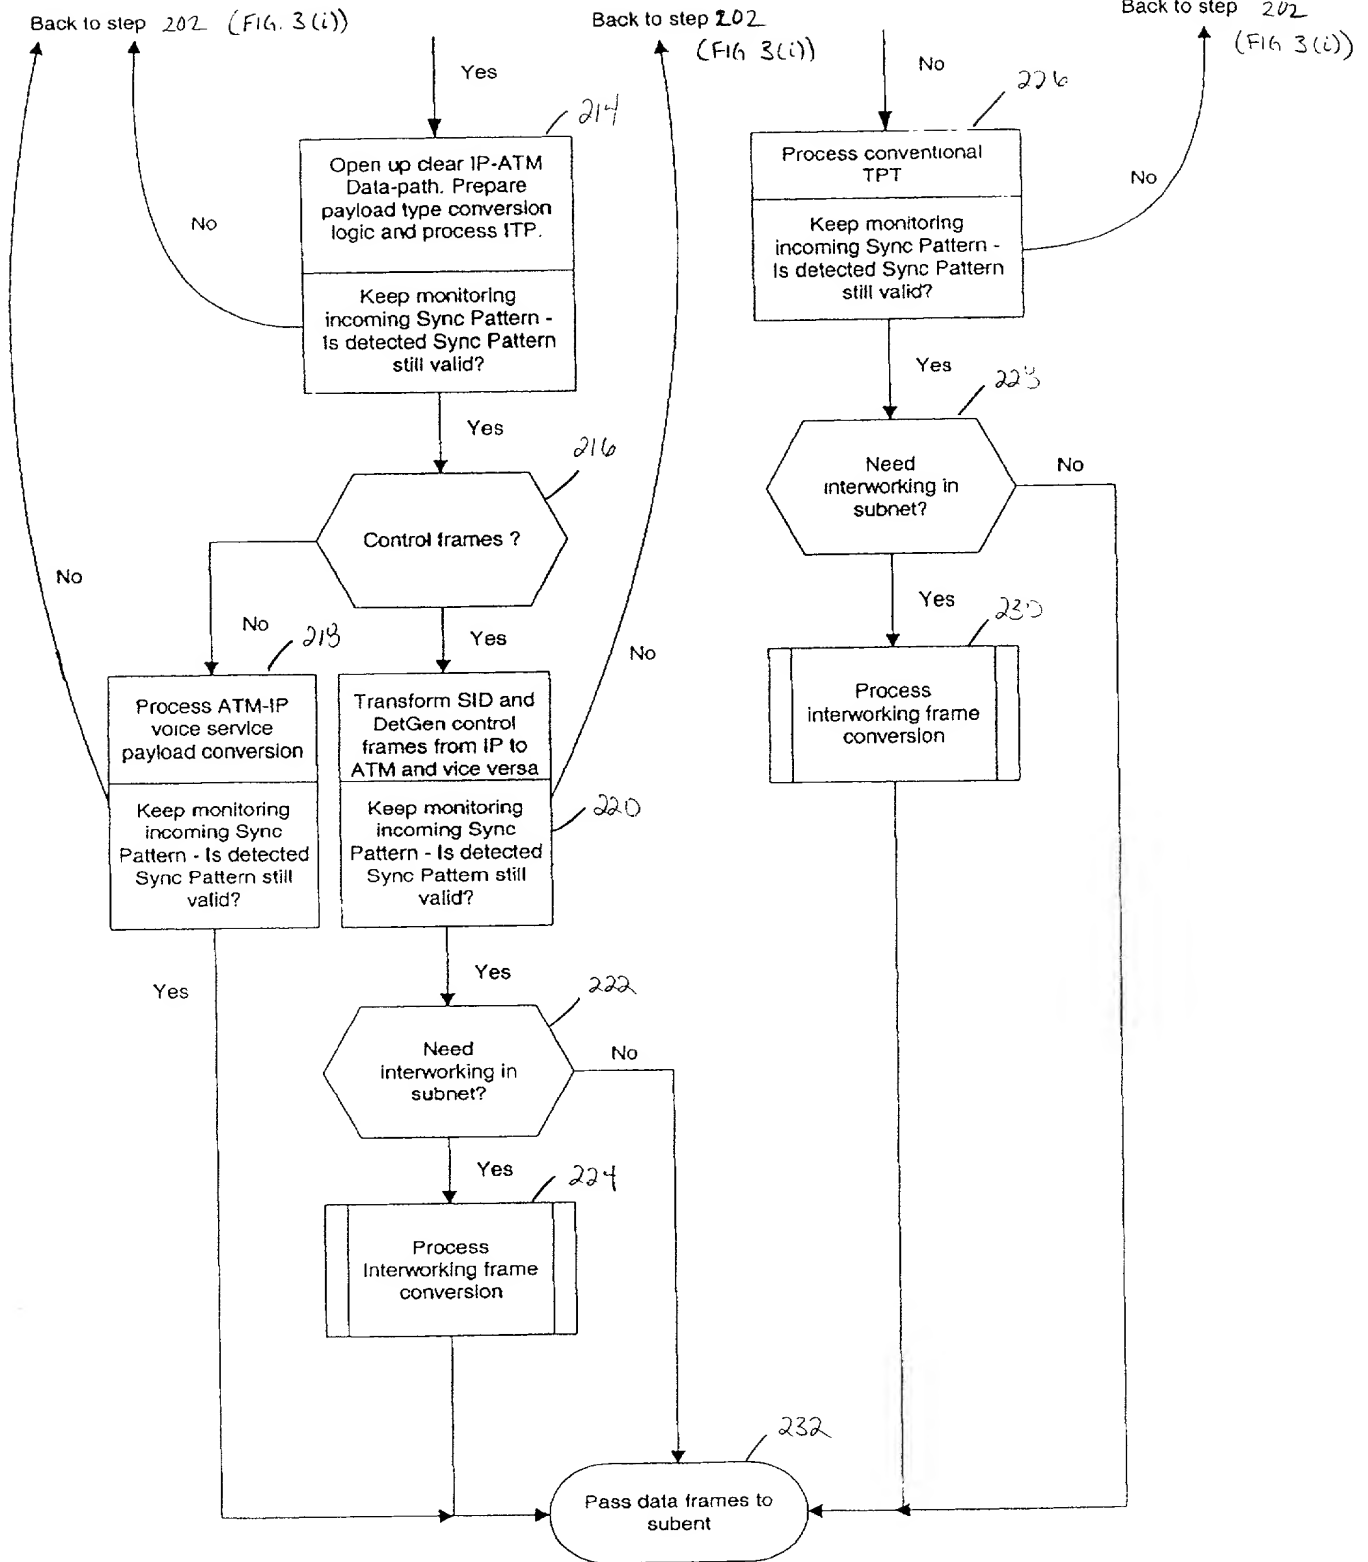 Back to step 202 (FIG. 3(i))
Back to step 202
(FIG 3(i))
Back to step 202
(FIG 3(i))
Yes
214
Open up clear IP-ATM
Data-path. Prepare
payload type conversion
logic and process ITP.
Keep monitoring
incoming Sync Pattern -
Is detected Sync Pattern
still valid?
No
Yes
No
226
Process conventional
TPT
Keep monitoring
incoming Sync Pattern -
Is detected Sync Pattern
still valid?
No
Yes
216
Control frames ?
No
No
218
Yes
No
228
Need
interworking in
subnet?
No
Yes
230
Process
interworking frame
conversion
Process ATM-IP
voice service
payload conversion
Keep monitoring
incoming Sync
Pattern - Is detected
Sync Pattern still
valid?
Yes
Transform SID and
DetGen control
frames from IP to
ATM and vice versa
Keep monitoring
incoming Sync
Pattern - Is detected
Sync Pattern still
valid?
220
Yes
222
Need
interworking in
subnet?
No
Yes
224
Process
Interworking frame
conversion
232
Pass data frames to
subent